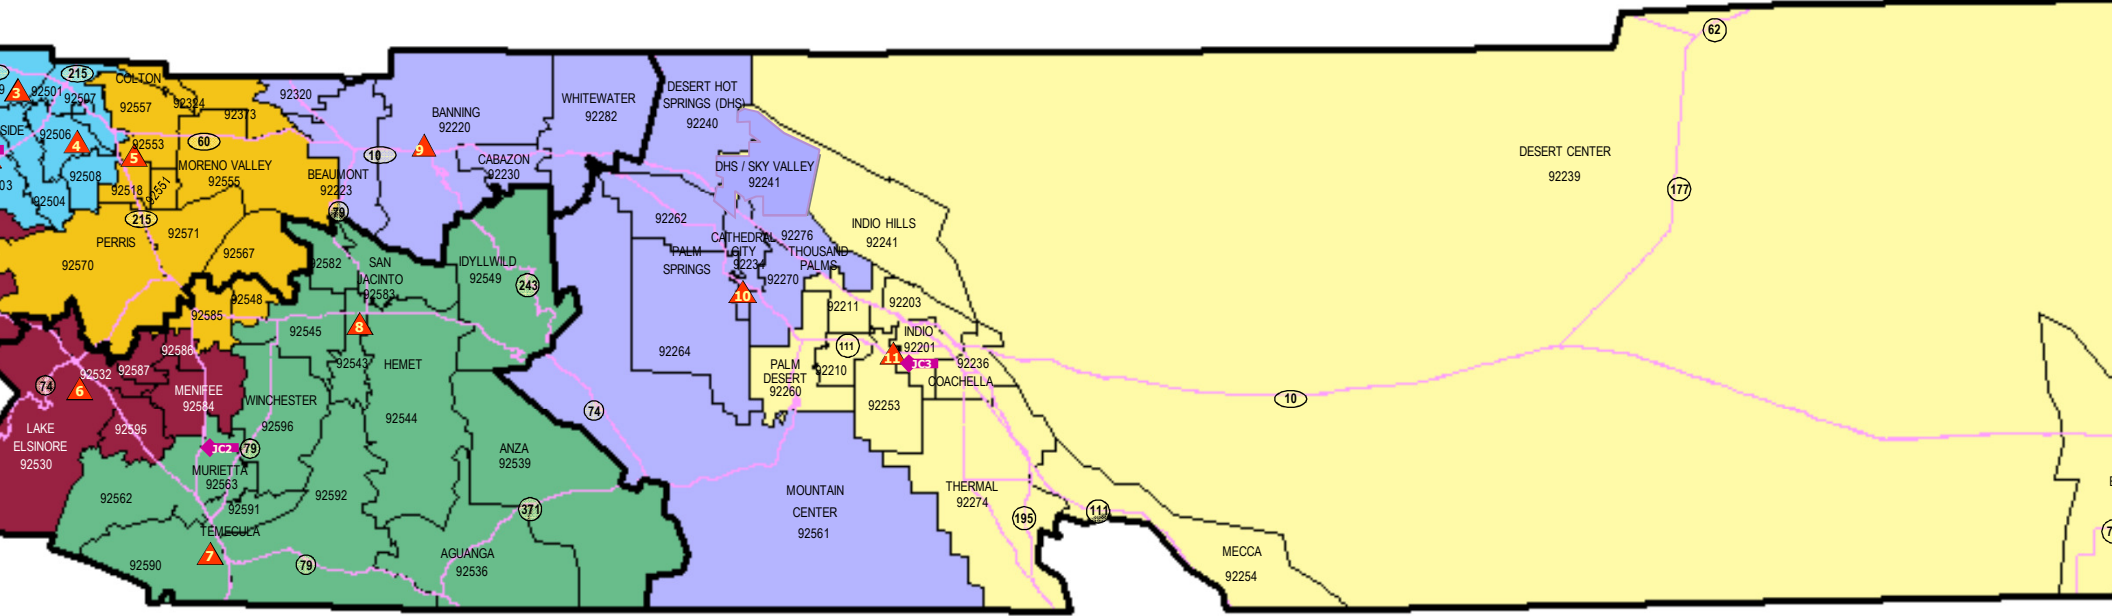 62
215
COLTON
92501
92507
92557
92324
92373
92320
3
DESERT HOT
SPRINGS (DHS)
92240
WHITEWATER
92282
BANNING
92220
SIDE
92506
4
92553
5
60
10
9
CABAZON
92230
DESERT CENTER
92239
MORENO VALLEY
92555
BEAUMONT
92223
DHS / SKY VALLEY
92241
177
03
92508
92518
92551
92504
215
79
92262
92571
PERRIS
92570
92567
INDIO HILLS
92241
CATHEDRAL
CITY
92234
92276
THOUSAND
PALMS
PALM
SPRINGS
92270
92582
SAN
JACINTO
92583
IDYLLWILD
92549
243
10
92548
92585
92545
8
92211
92203
INDIO
92201
11
JC3
111
92236
COACHELLA
92586
92587
92532
74
6
92543
HEMET
92264
PALM
DESERT
92260
92210
MENIFEE
92584
WINCHESTER
92596
92544
74
92253
10
LAKE
ELSINORE
92530
92595
JC2
79
ANZA
92539
MURIETTA
92563
92562
92592
92591
371
MOUNTAIN
CENTER
92561
THERMAL
92274
195
111
TEMECULA
7
92590
79
AGUANGA
92536
MECCA
92254